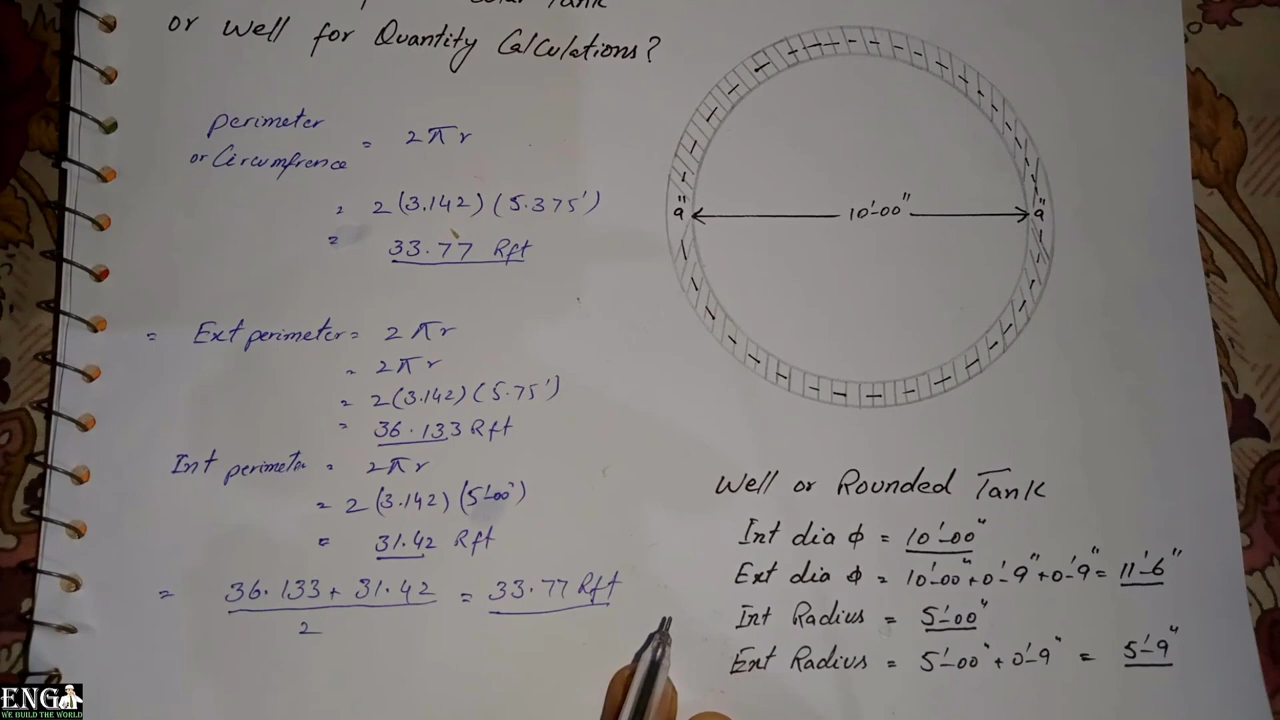 Tank
or Well for Quantity Calculations?
Perimeter
or Circumfrence = 2πr
= 2(3.142)(5.375')
= 33.77 Rft
= Ext perimeter = 2πr
= 2πr
= 2(3.142)(5.75')
= 36.133 Rft
Int perimeter = 2πr
= 2(3.142)(5'-00")
= 31.42 Rft
= 36.133 + 31.42 = 33.77 Rft
2
9" 10'-00" 9"
Well or Rounded Tank
Int dia ϕ = 10'-00"
Ext dia ϕ = 10'-00" + 0'-9" + 0'-9" = 11'-6"
Int Radius = 5'-00"
Ext Radius = 5'-00" + 0'-9" = 5'-9"
ENG
WE BUILD THE WORLD